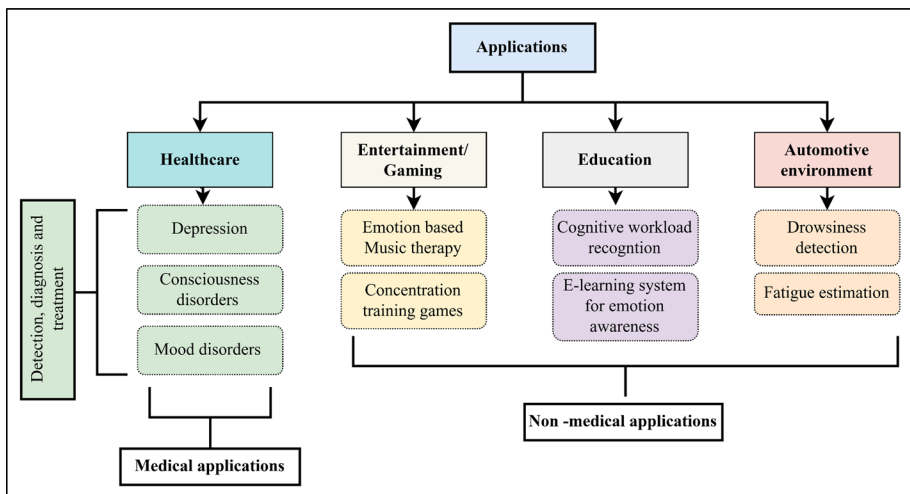 Applications
Healthcare
Entertainment/
Gaming
Education
Automotive
environment
Detection, diagnosis and
treatment
Depression
Consciousness
disorders
Mood disorders
Emotion based
Music therapy
Concentration
training games
Cognitive workload
recogntion
E-learning system
for emotion
awareness
Drowsiness
detection
Fatigue estimation
Medical applications
Non -medical applications